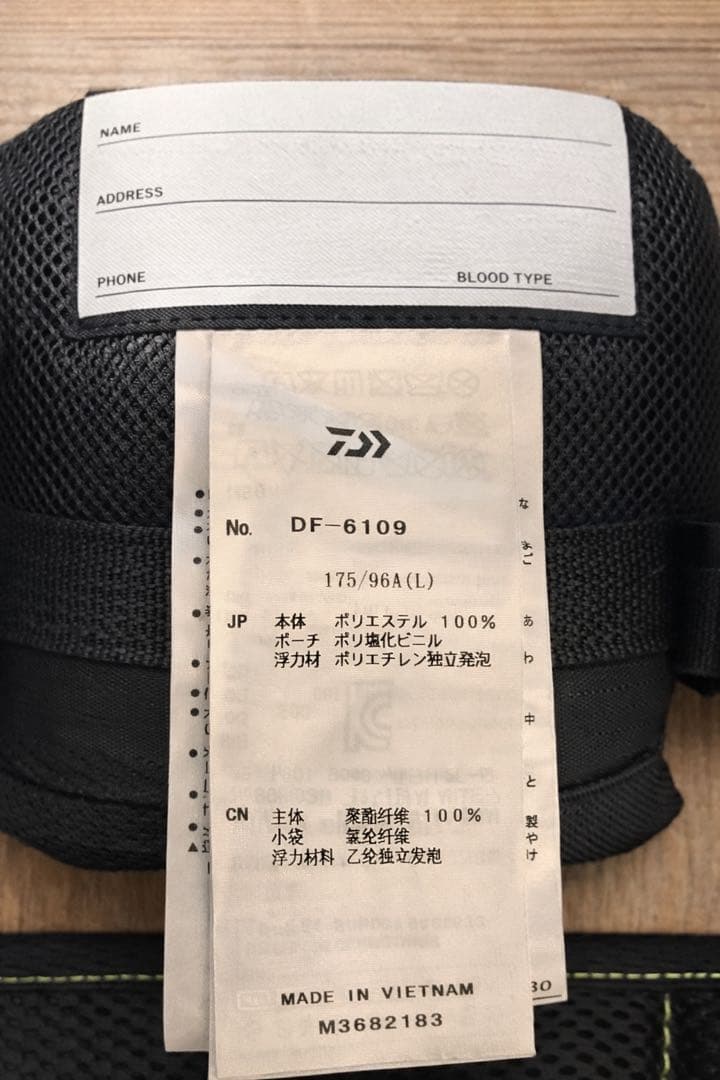 NAME
ADDRESS
PHONE BLOOD TYPE
No. DF-6109
175/96A(L)
JP 本体 ポリエステル 100%
ポーチ ポリ塩化ビニル
浮力材 ポリエチレン独立発泡
CN 主体 聚酯纤维 100%
小袋 氯纶纤维
浮力材料 乙纶独立发泡
MADE IN VIETNAM
M3682183